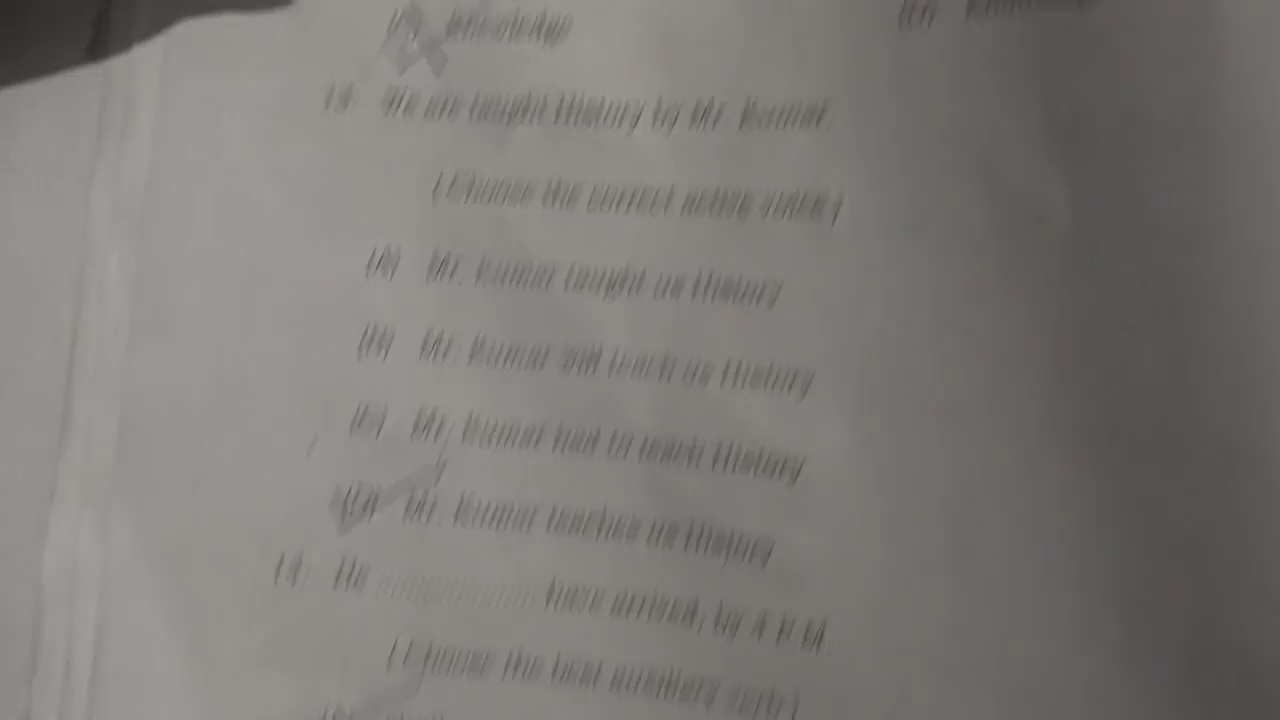 knowledge
We are taught History by Mr. Kumar.
(Choose the correct active voice)
(A) Mr. Kumar taught us History
(B) Mr. Kumar will teach us History
(C) Mr. Kumar had to teach History
(D) Mr. Kumar teaches us History
He ............ have arrived, by 4 P.M.
(Choose the best auxiliary verb)